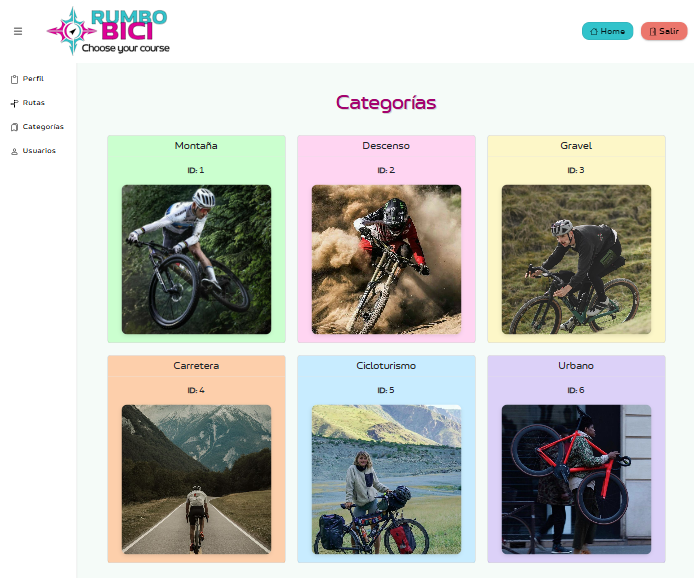 RUMBO
BICI
Choose your course
Home
Salir
Perfil
Rutas
Categorías
Usuarios
Categorías
Montaña
ID: 1
Descenso
ID: 2
Gravel
ID: 3
Carretera
ID: 4
Cicloturismo
ID: 5
Urbano
ID: 6